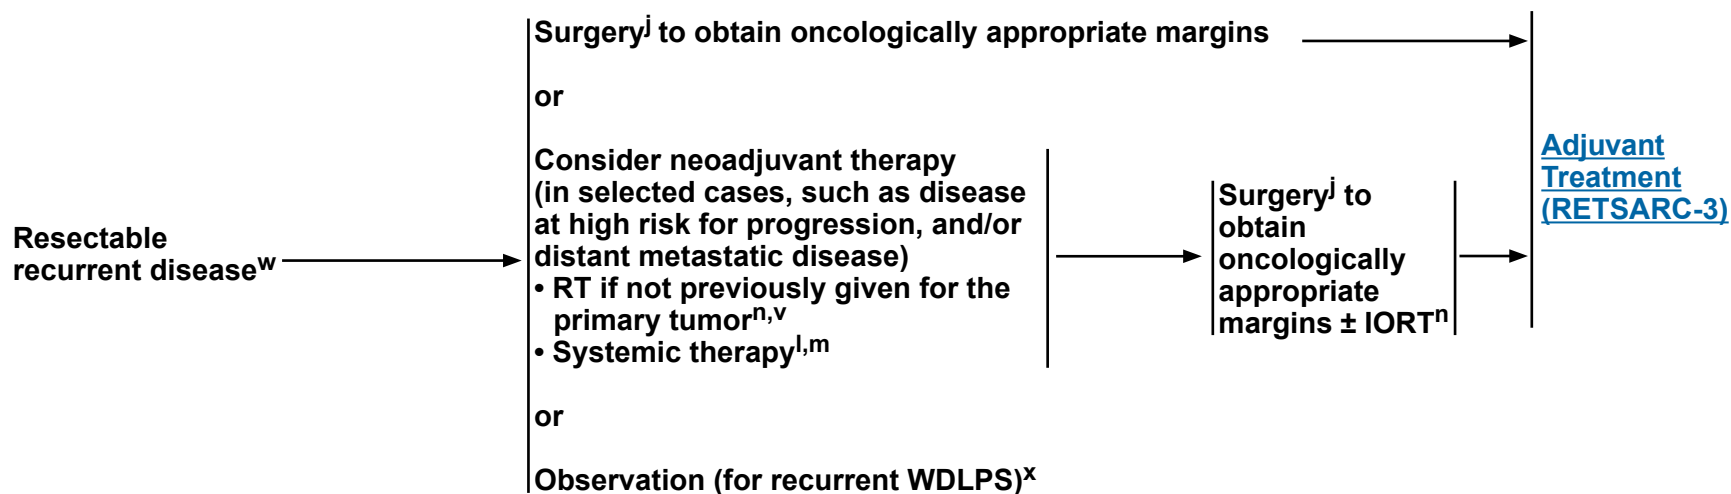 Resectable
recurrent disease^w
Surgery^j to obtain oncologically appropriate margins
or
Consider neoadjuvant therapy
(in selected cases, such as disease
at high risk for progression, and/or
distant metastatic disease)
• RT if not previously given for the
primary tumor^n,v
• Systemic therapy^l,m
or
Observation (for recurrent WDLPS)^x
Surgery^j to
obtain
oncologically
appropriate
margins ± IORT^n
Adjuvant
Treatment
(RETSARC-3)